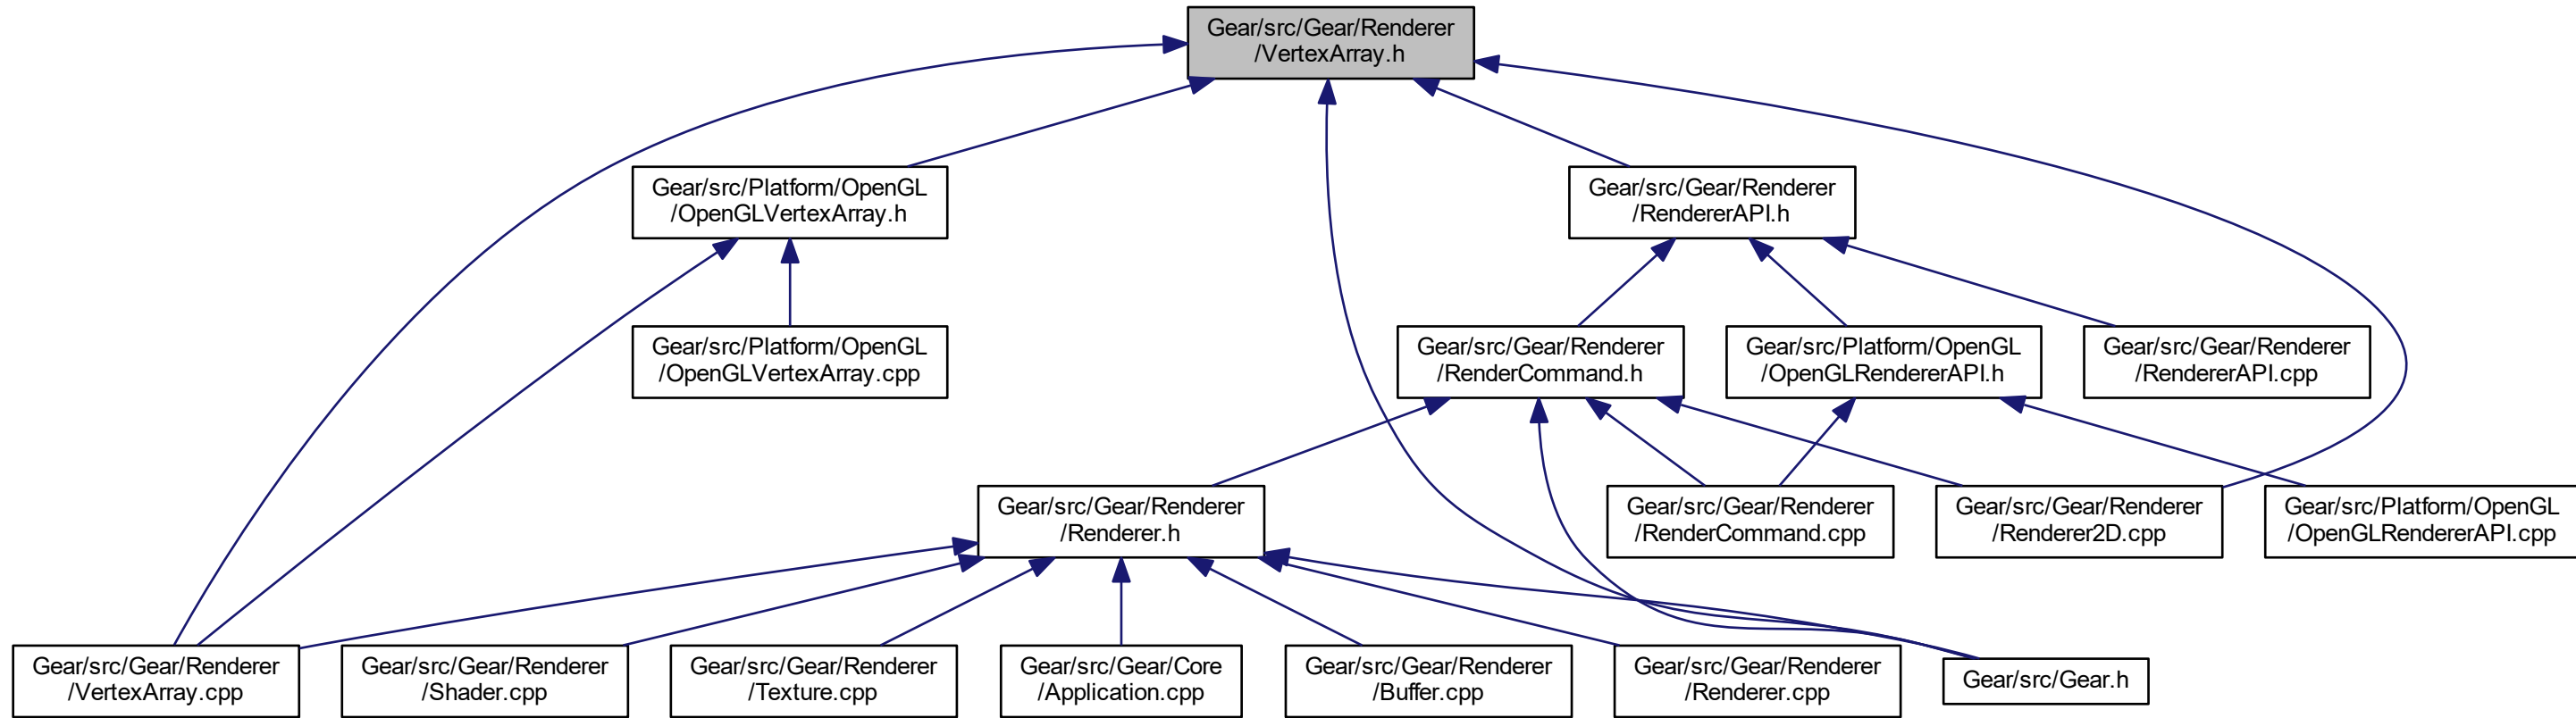 Gear/src/Gear/Renderer
/VertexArray.h
Gear/src/Platform/OpenGL
/OpenGLVertexArray.h
Gear/src/Gear/Renderer
/RendererAPI.h
Gear/src/Platform/OpenGL
/OpenGLVertexArray.cpp
Gear/src/Gear/Renderer
/RenderCommand.h
Gear/src/Platform/OpenGL
/OpenGLRendererAPI.h
Gear/src/Gear/Renderer
/RendererAPI.cpp
Gear/src/Gear/Renderer
/Renderer.h
Gear/src/Gear/Renderer
/RenderCommand.cpp
Gear/src/Gear/Renderer
/Renderer2D.cpp
Gear/src/Platform/OpenGL
/OpenGLRendererAPI.cpp
Gear/src/Gear/Renderer
/VertexArray.cpp
Gear/src/Gear/Renderer
/Shader.cpp
Gear/src/Gear/Renderer
/Texture.cpp
Gear/src/Gear/Core
/Application.cpp
Gear/src/Gear/Renderer
/Buffer.cpp
Gear/src/Gear/Renderer
/Renderer.cpp
Gear/src/Gear.h